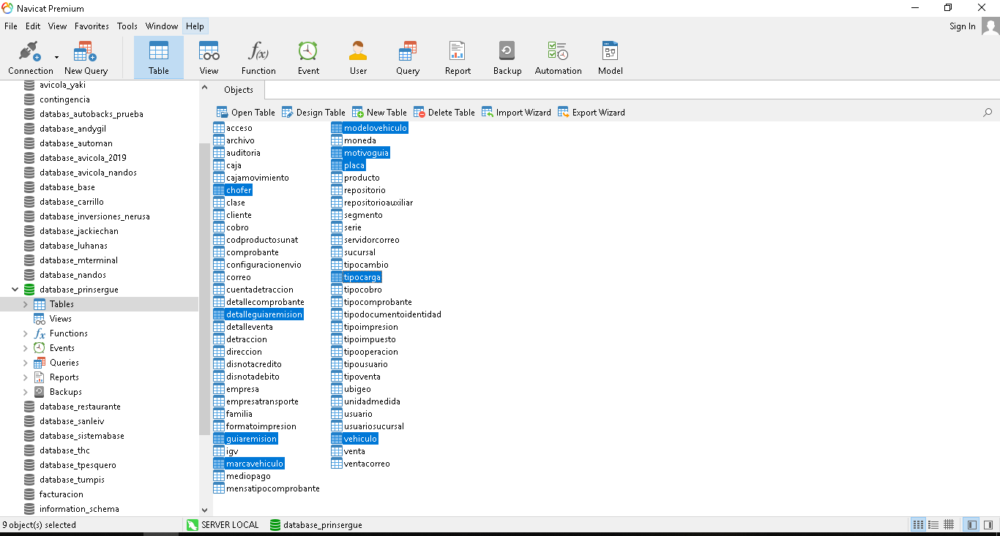 Navicat Premium
File Edit View Favorites Tools Window Help Sign In
Connection New Query Table View Function Event User Query Report Backup Automation Model
avicola_yaki
contingencia
databas_autobacks_prueba
database_andygil
database_automan
database_avicola_2019
database_avicola_nandos
database_base
database_carrillo
database_inversiones_nerusa
database_jackiechan
database_luhanas
database_mterminal
database_nandos
database_prinsergue
Tables
Views
Functions
Events
Queries
Reports
Backups
database_restaurante
database_sanleiv
database_sistemabase
database_thc
database_tpesquero
database_tumpis
facturacion
information_schema
Objects
Open Table Design Table New Table Delete Table Import Wizard Export Wizard
acceso
archivo
auditoria
caja
cajamovimiento
chofer
clase
cliente
cobro
codproductosunat
comprobante
configuracionenvio
correo
cuentadetraccion
detallecomprobante
detalleguiaremision
detalleventa
detraccion
direccion
disnotacredito
disnotadebito
empresa
empresatransporte
familia
formatoimpresion
guiaremision
igv
marcavehiculo
mediopago
mensatipocomprobante
modelovehiculo
moneda
motivoguia
placa
producto
repositorio
repositorioauxiliar
segmento
serie
servidorcorreo
sucursal
tipocambio
tipocarga
tipocobro
tipocomprobante
tipodocumentoidentidad
tipoimpresion
tipoimpuesto
tipooperacion
tipousuario
tipoventa
ubigeo
unidadmedida
usuario
usuariosucursal
vehiculo
venta
ventacorreo
9 object(s) selected SERVER LOCAL database_prinsergue